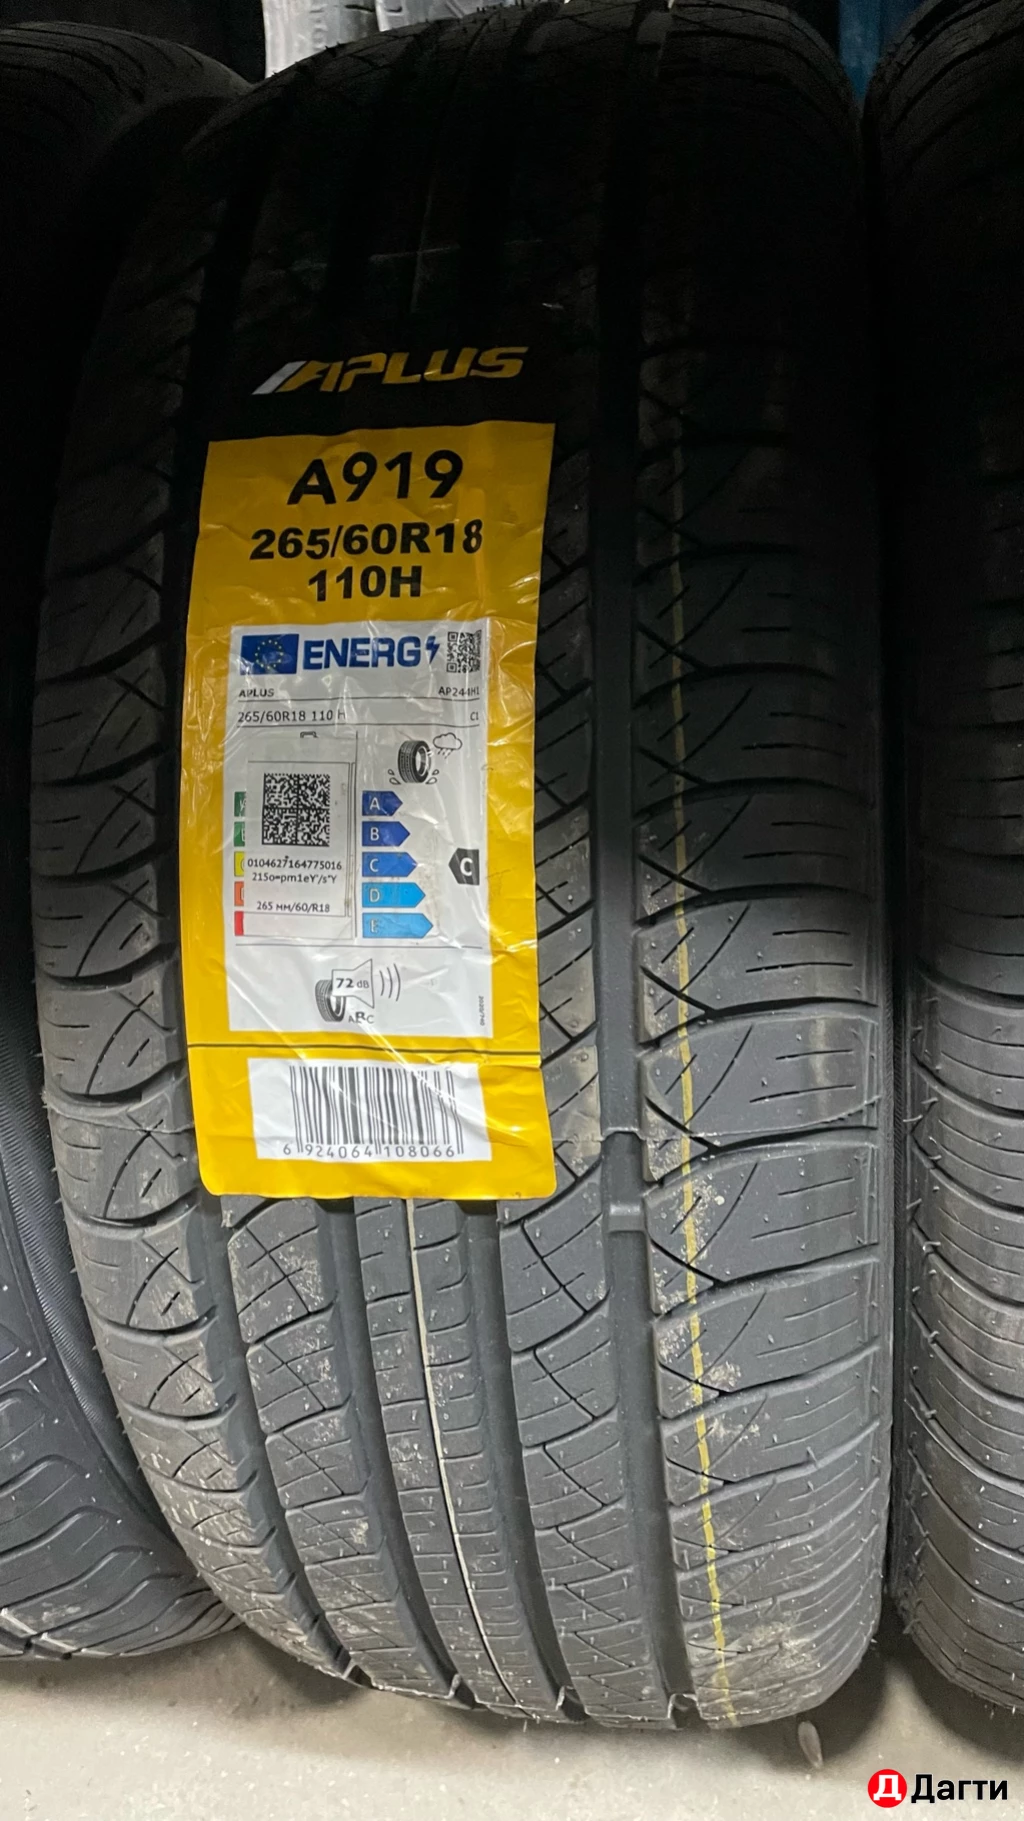 APLUS
A919
265/60R18
110H
ENERG
APLUS
AP244H1
265/60R18 110 H
C1
A
B
C
D
E
C
0104627164775016
265 мм/60/R18
72 dB
ABC
6 924064 108066
Д Дагти